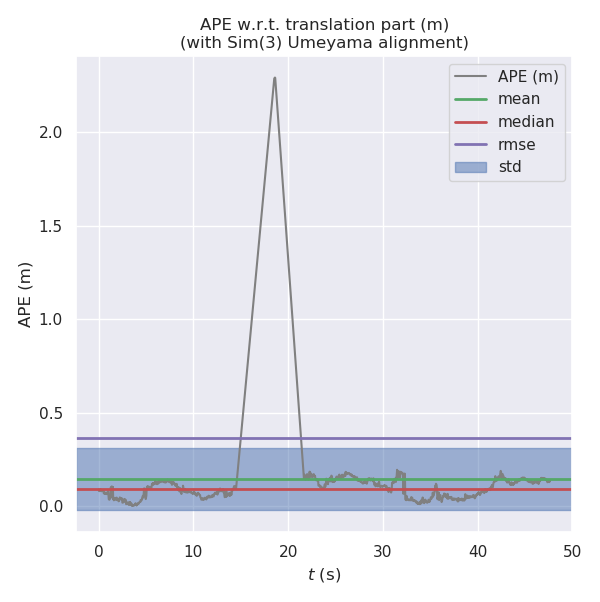 APE w.r.t. translation part (m)
(with Sim(3) Umeyama alignment)
APE (m)
mean
median
rmse
std
APE (m)
2.0
1.5
1.0
0.5
0.0
0
10
20
30
40
50
t (s)